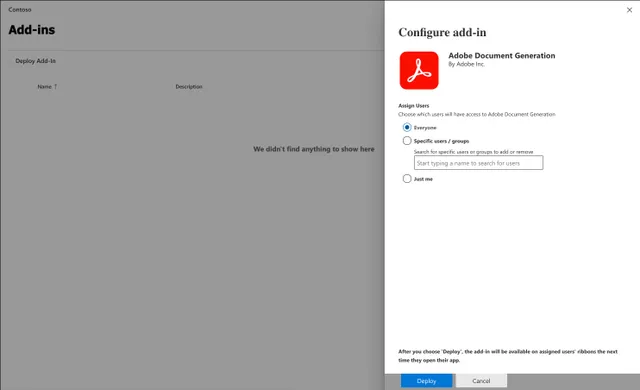 Contoso
Add-ins
Deploy Add-In
Name ↑
Description
We didn't find anything to show here
Configure add-in
Adobe Document Generation
By Adobe Inc.
Assign Users
Choose which users will have access to Adobe Document Generation
Everyone
Specific users / groups
Search for specific users or groups to add or remove
Start typing a name to search for users
Just me
After you choose 'Deploy', the add-in will be available on assigned users' ribbons the next
time they open their app.
Deploy
Cancel